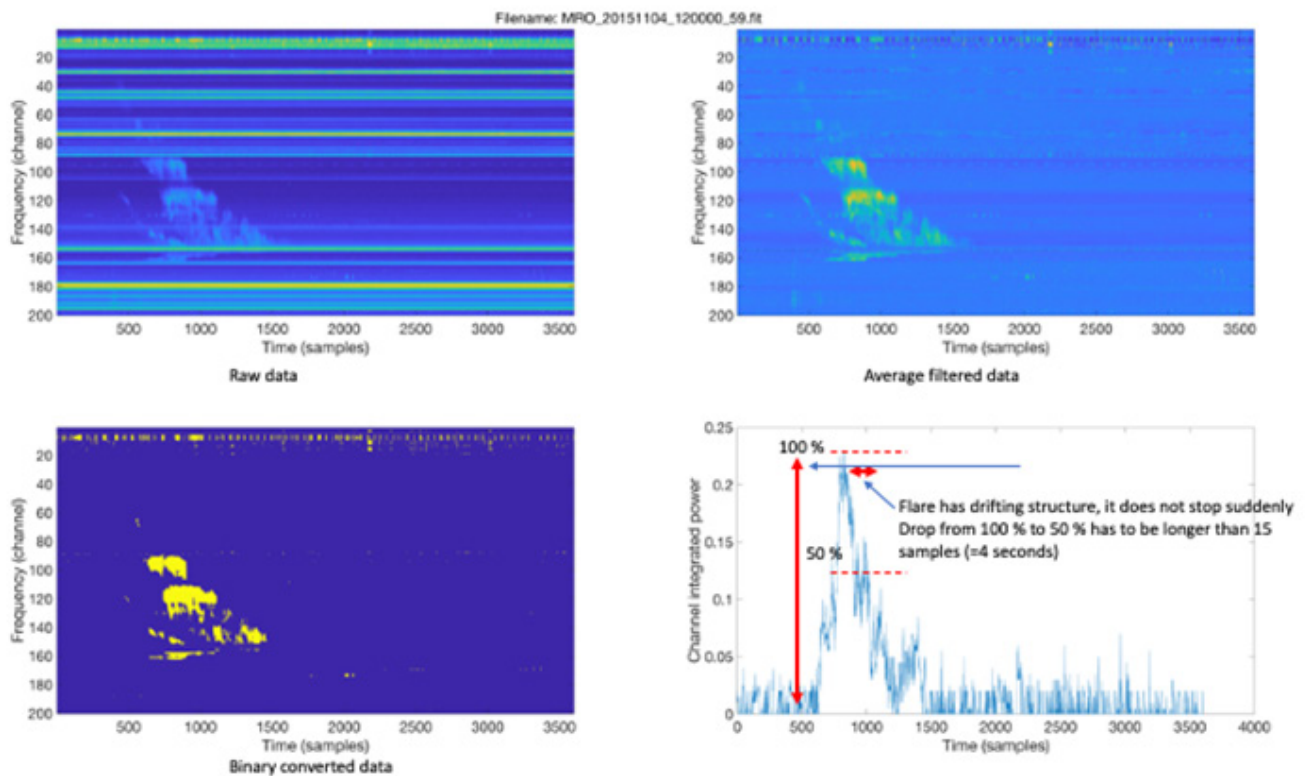 Filename: MRO_20151104_120000_59.fit
20
40
60
80
100
120
140
160
180
200
Frequency (channel)
500 1000 1500 2000 2500 3000 3500
Time (samples)
Raw data
20
40
60
80
100
120
140
160
180
200
Frequency (channel)
500 1000 1500 2000 2500 3000 3500
Time (samples)
Average filtered data
20
40
60
80
100
120
140
160
180
200
Frequency (channel)
500 1000 1500 2000 2500 3000 3500
Time (samples)
Binary converted data
0.25
0.2
0.15
0.1
0.05
0
Channel integrated power
100 %
Flare has drifting structure, it does not stop suddenly
Drop from 100 % to 50 % has to be longer than 15
samples (=4 seconds)
50 %
0 500 1000 1500 2000 2500 3000 3500 4000
Time (samples)